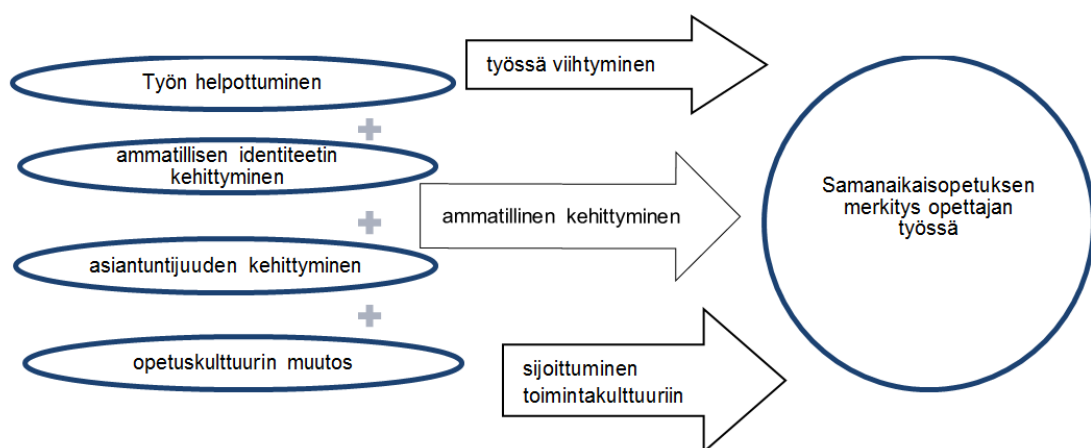 Työn helpottuminen
ammatillisen identiteetin
kehittyminen
asiantuntijuuden kehittyminen
opetuskulttuurin muutos
työssä viihtyminen
ammatillinen kehittyminen
sijoittuminen
toimintakulttuuriin
Samanaikaisopetuksen
merkitys opettajan
työssä